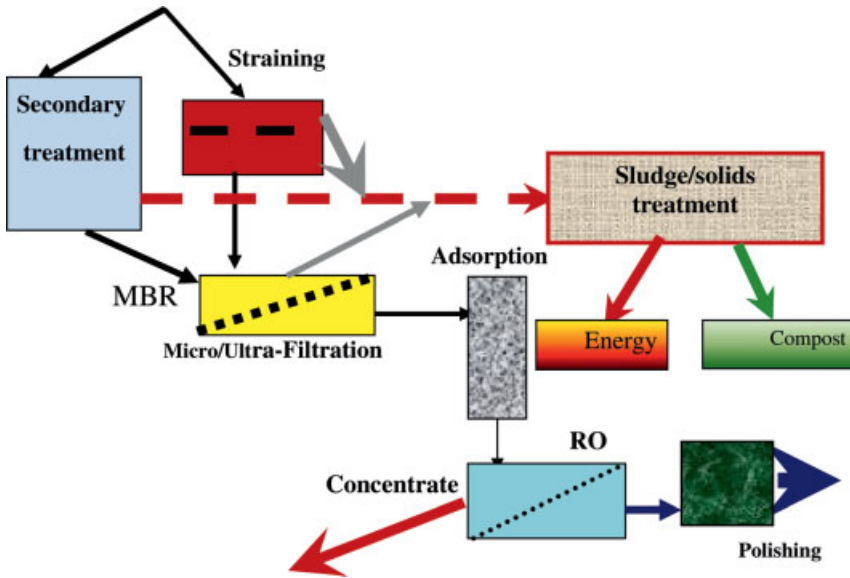 Straining
Secondary
treatment
Sludge/solids
treatment
Adsorption
MBR
Energy
Compost
Micro/Ultra-Filtration
RO
Concentrate
Polishing